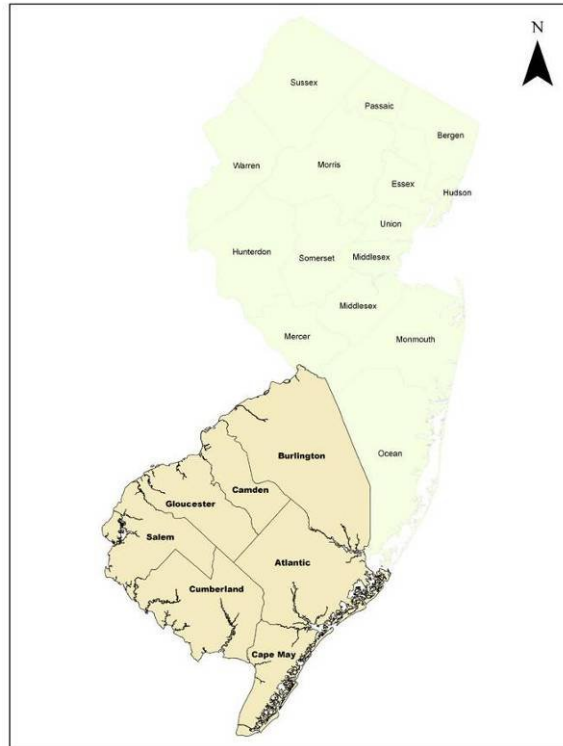 N
Sussex
Passaic
Bergen
Warren
Morris
Essex
Hudson
Union
Hunterdon
Somerset
Middlesex
Middlesex
Mercer
Monmouth
Burlington
Ocean
Camden
Gloucester
Salem
Atlantic
Cumberland
Cape May